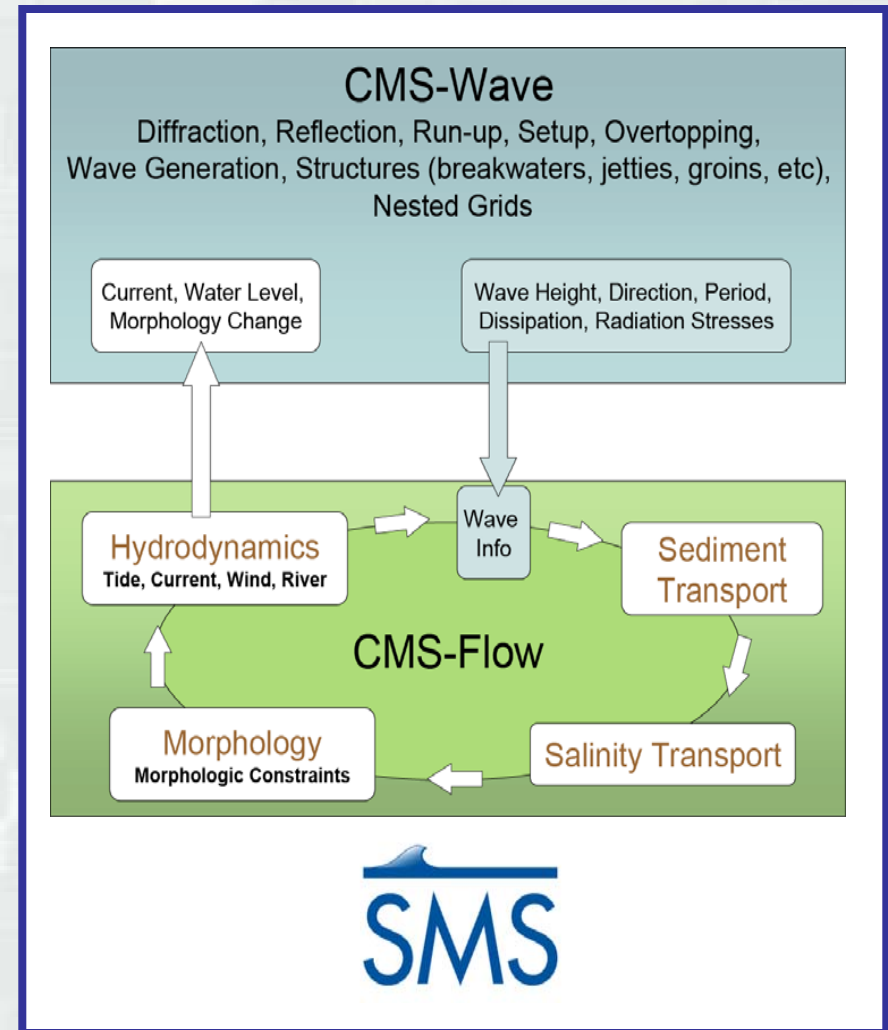 CMS-Wave
Diffraction, Reflection, Run-up, Setup, Overtopping,
Wave Generation, Structures (breakwaters, jetties, groins, etc),
Nested Grids
Current, Water Level,
Morphology Change
Wave Height, Direction, Period,
Dissipation, Radiation Stresses
Wave
Info
Hydrodynamics
Tide, Current, Wind, River
Sediment
Transport
CMS-Flow
Morphology
Morphologic Constraints
Salinity Transport
SMS